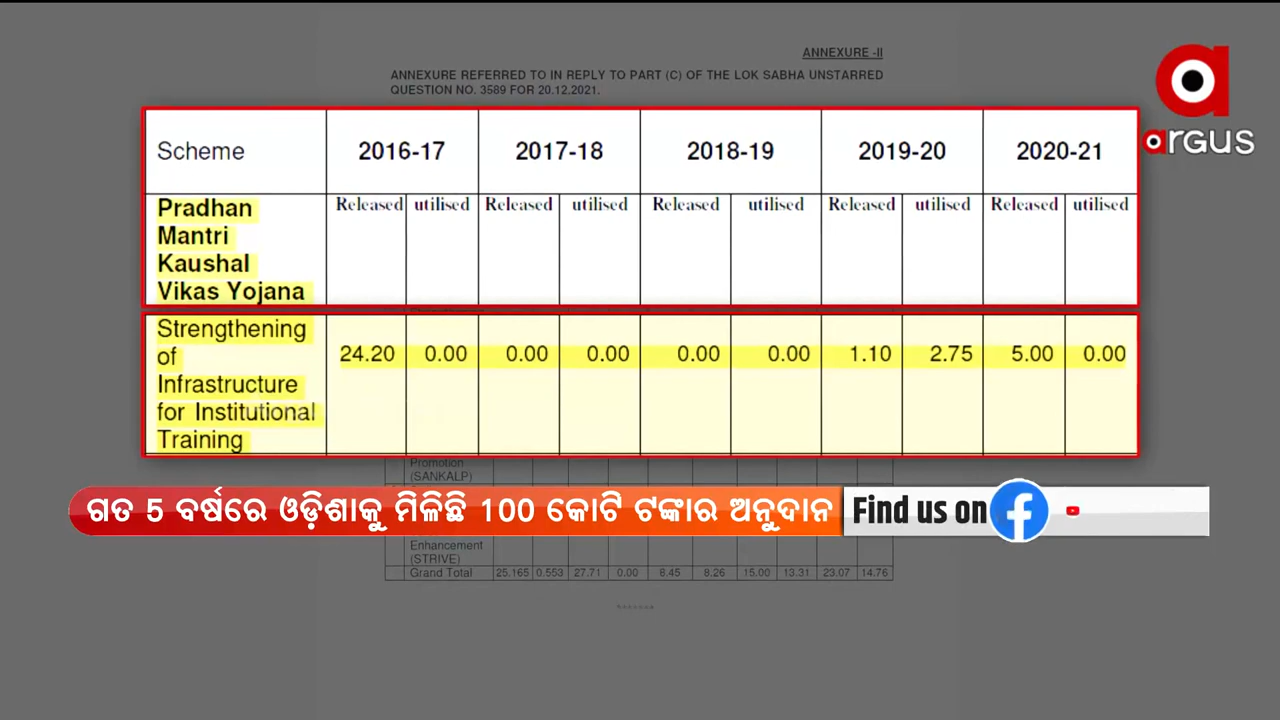 ANNEXURE -II
ANNEXURE REFERRED TO IN REPLY TO PART (C) OF THE LOK SABHA UNSTARRED
QUESTION NO. 3589 FOR 20.12.2021.
argus
Scheme 2016-17 2017-18 2018-19 2019-20 2020-21
Pradhan Released utilised Released utilised Released utilised Released utilised Released utilised
Mantri
Kaushal
Vikas Yojana
Strengthening
of 24.20 0.00 0.00 0.00 0.00 0.00 1.10 2.75 5.00 0.00
Infrastructure
for Institutional
Training
Promotion
(SANKALP)
ଗତ 5 ବର୍ଷରେ ଓଡ଼ିଶାକୁ ମିଳିଛି 100 କୋଟି ଟଙ୍କାର ଅନୁଦାନ Find us on
Enhancement
(STRIVE)
Grand Total 25.165 0.553 27.71 0.00 8.45 8.26 15.00 13.31 23.07 14.76